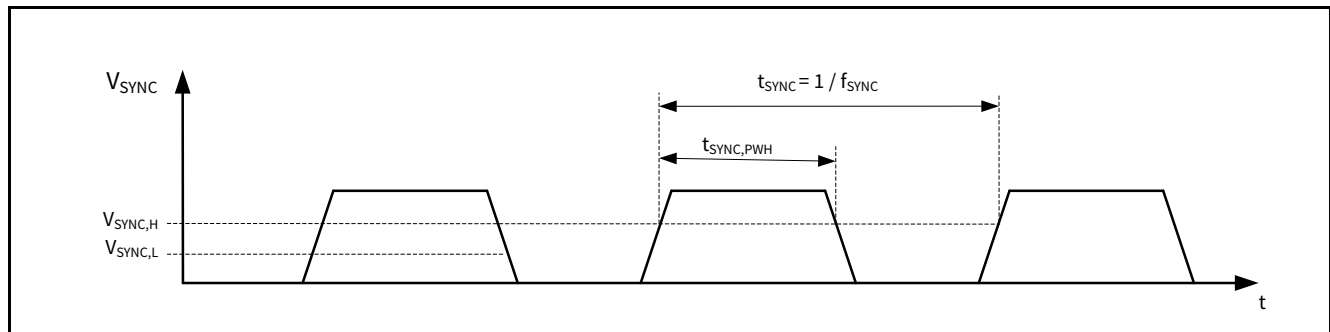 V_SYNC
t_SYNC = 1 / f_SYNC
t_SYNC,PWH
V_SYNC,H
V_SYNC,L
t